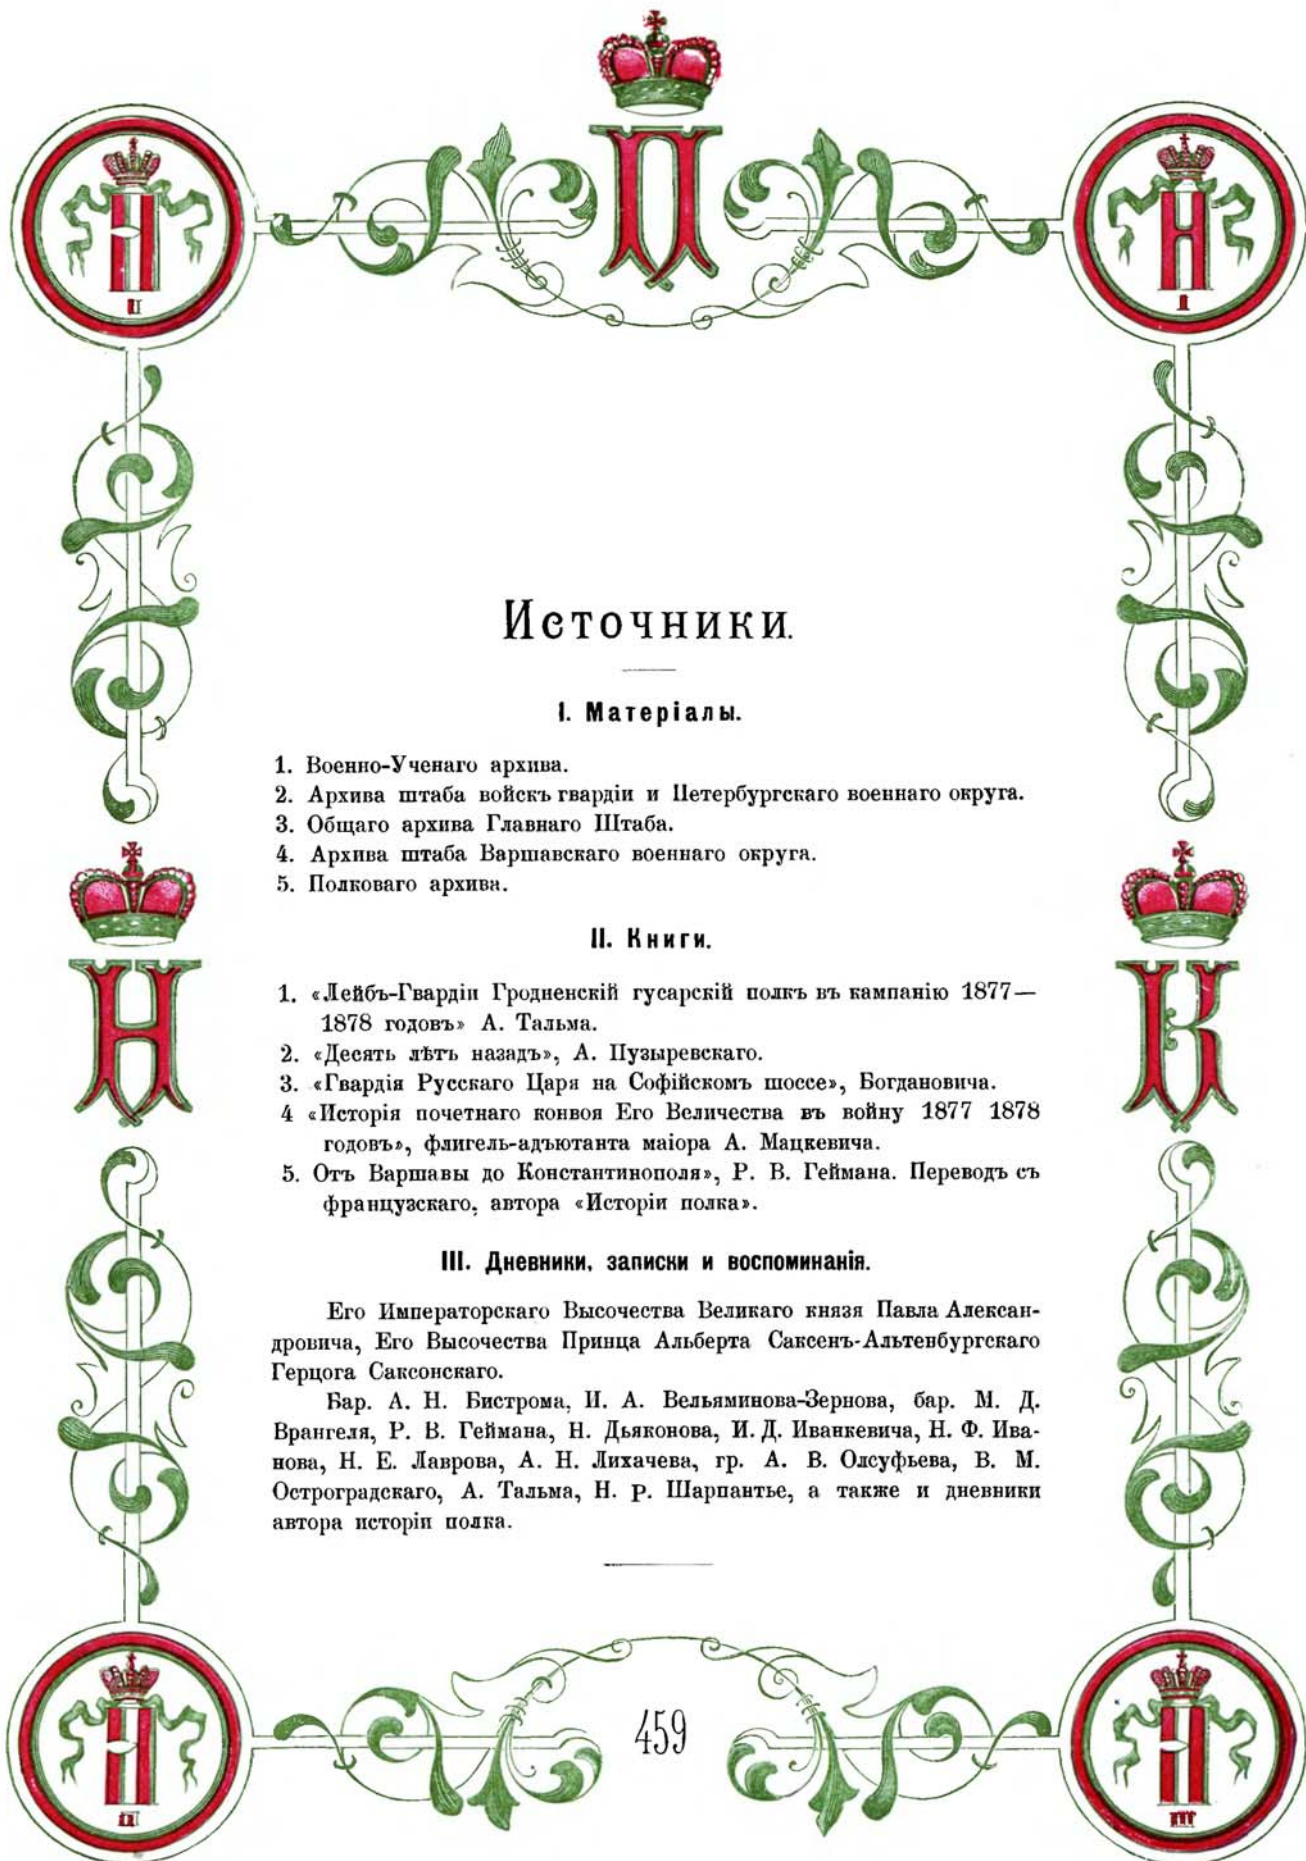 П
II
I
Источники.
I. Матеріалы.
1. Военно-Ученаго архива.
2. Архива штаба войскъ гвардіи и Петербургскаго военнаго округа.
3. Общаго архива Главнаго Штаба.
4. Архива штаба Варшавскаго военнаго округа.
5. Полковаго архива.
II. Книги.
1. «Лейбъ-Гвардіи Гродненскій гусарскій полкъ въ кампанію 1877—
1878 годовъ» А. Тальма.
2. «Десять лѣтъ назадъ», А. Пузыревскаго.
3. «Гвардія Русскаго Царя на Софійскомъ шоссе», Богдановича.
4 «Исторія почетнаго конвоя Его Величества въ войну 1877 1878
годовъ», флигель-адъютанта маіора А. Мацкевича.
5. Отъ Варшавы до Константинополя», Р. В. Геймана. Переводъ съ
французскаго, автора «Исторіи полка».
III. Дневники, записки и воспоминанія.
Его Императорскаго Высочества Великаго князя Павла Алексан-
дровича, Его Высочества Принца Альберта Саксенъ-Альтенбургскаго
Герцога Саксонскаго.
Бар. А. Н. Бистрома, И. А. Вельяминова-Зернова, бар. М. Д.
Врангеля, Р. В. Геймана, Н. Дьяконова, И. Д. Иванкевича, Н. Ф. Ива-
нова, Н. Е. Лаврова, А. Н. Лихачева, гр. А. В. Олсуфьева, В. М.
Остроградскаго, А. Тальма, Н. Р. Шарпантье, а также и дневники
автора исторіи полка.
Н
К
459
III